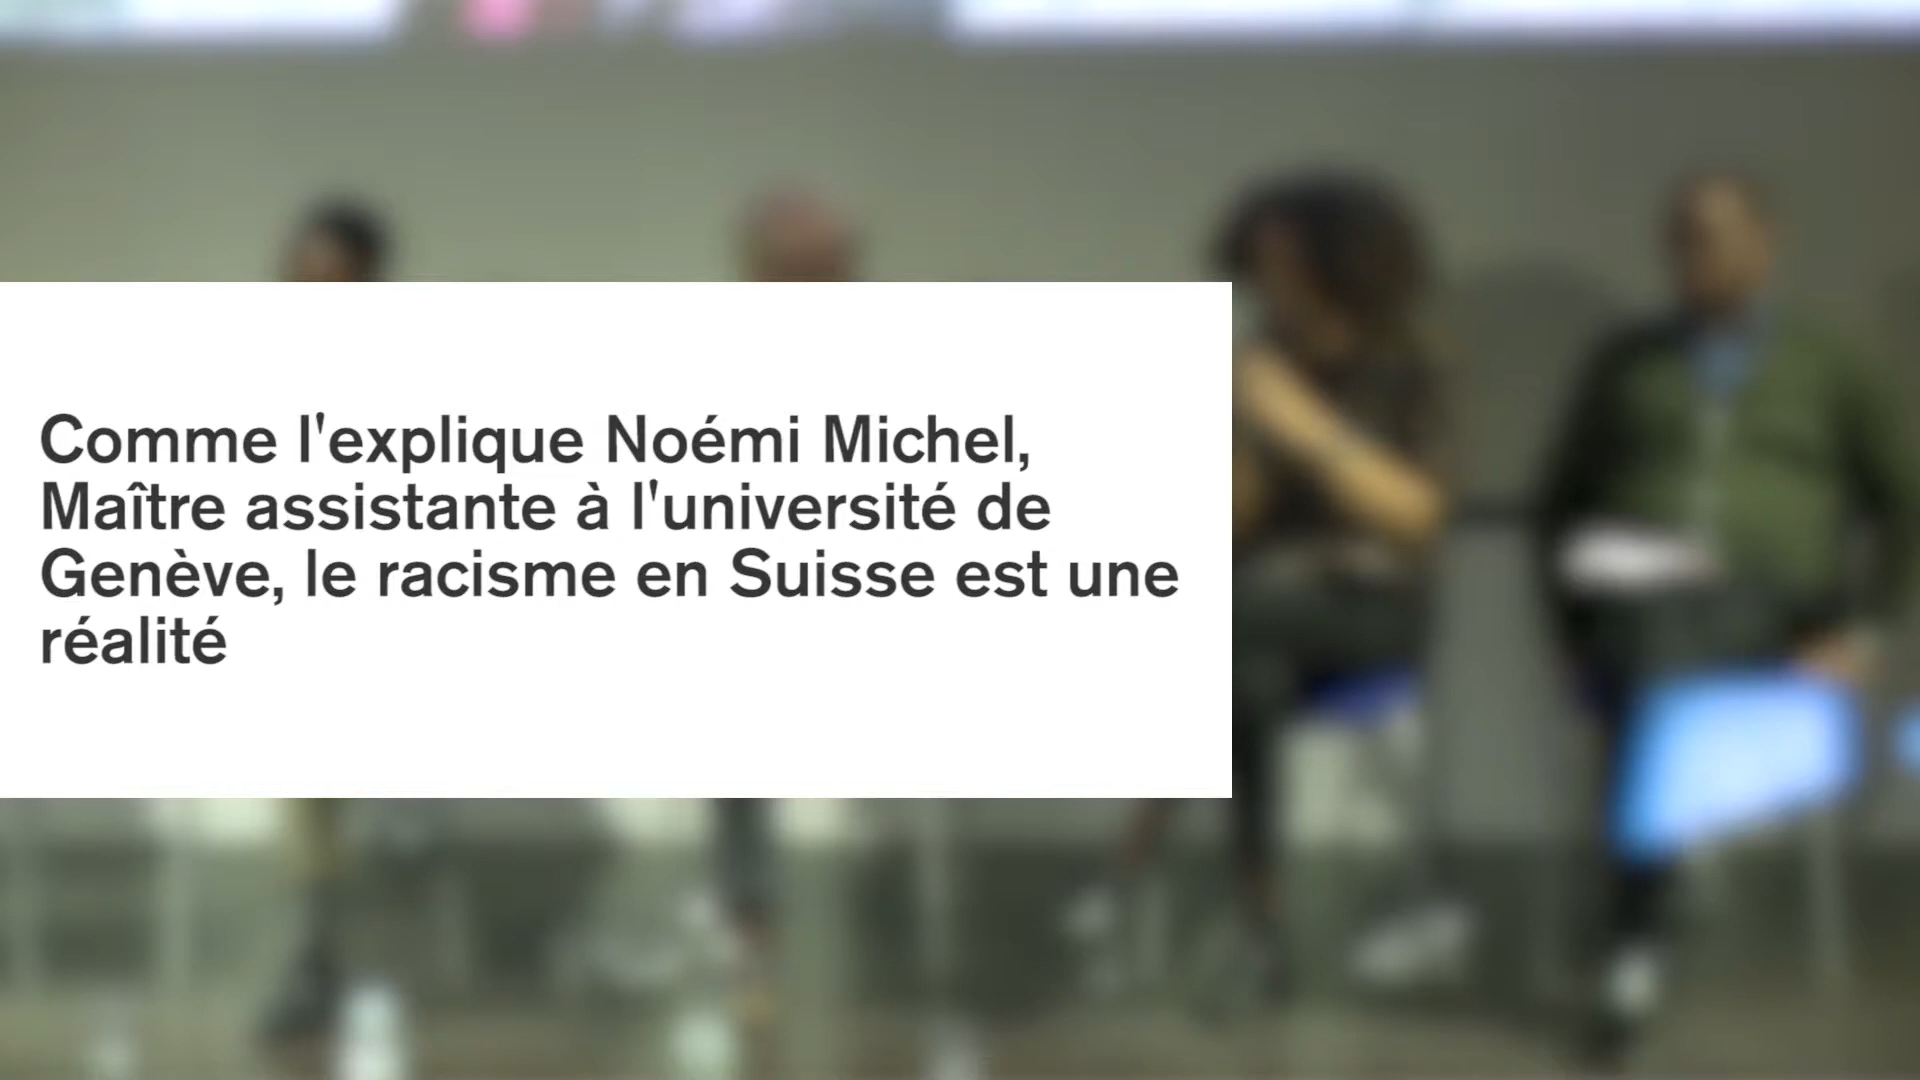 Comme l'explique Noémi Michel,
Maître assistante à l'université de
Genève, le racisme en Suisse est une
réalité